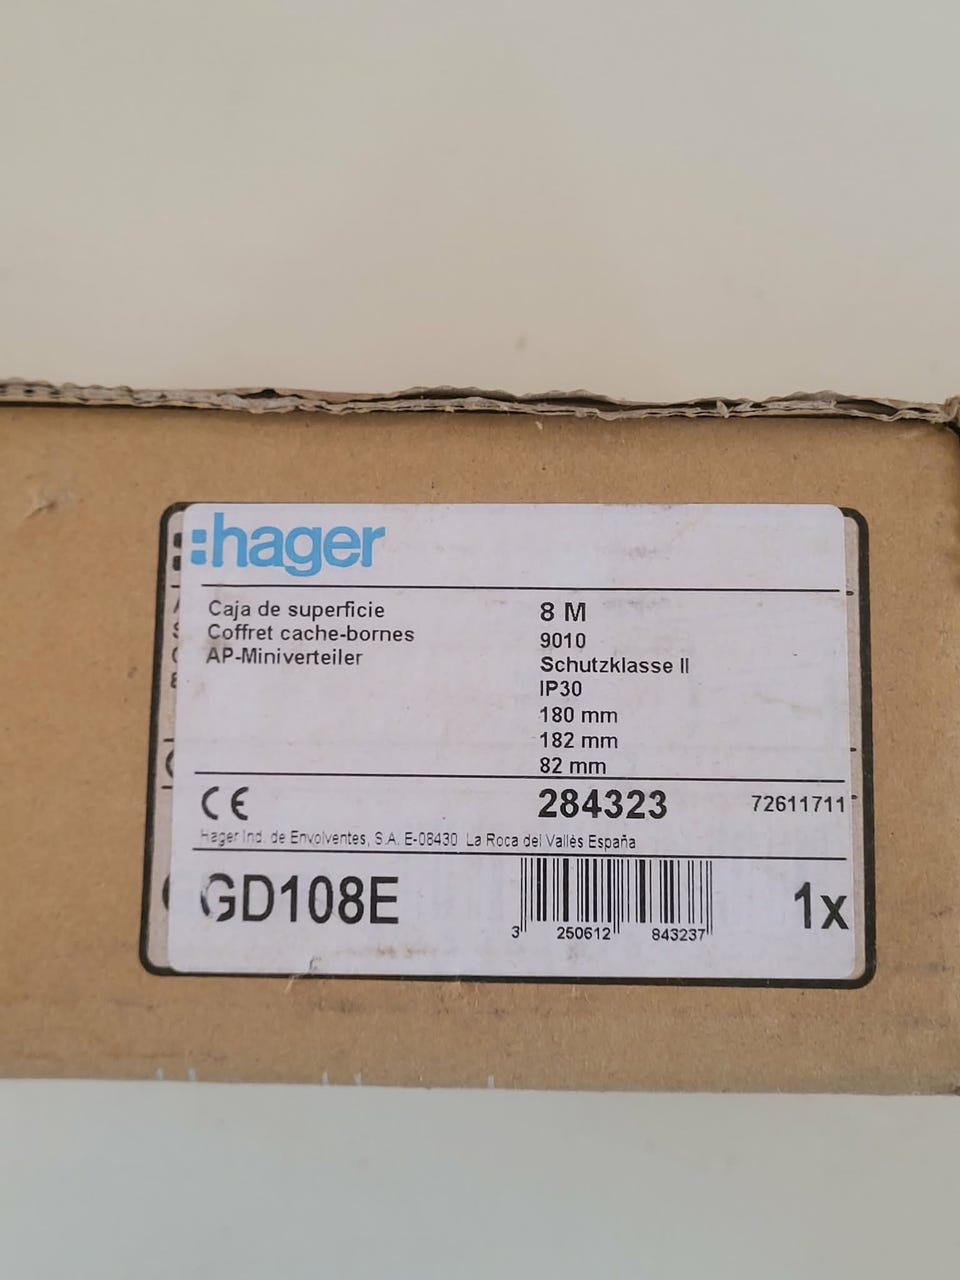 hager
Caja de superficie
Coffret cache-bornes
AP-Miniverteiler
8 M
9010
Schutzklasse II
IP30
180 mm
182 mm
82 mm
CE
284323
72611711
Hager Ind. de Envolventes, S.A. E-08430 La Roca del Vallès España
GD108E
3 250612 843237
1x